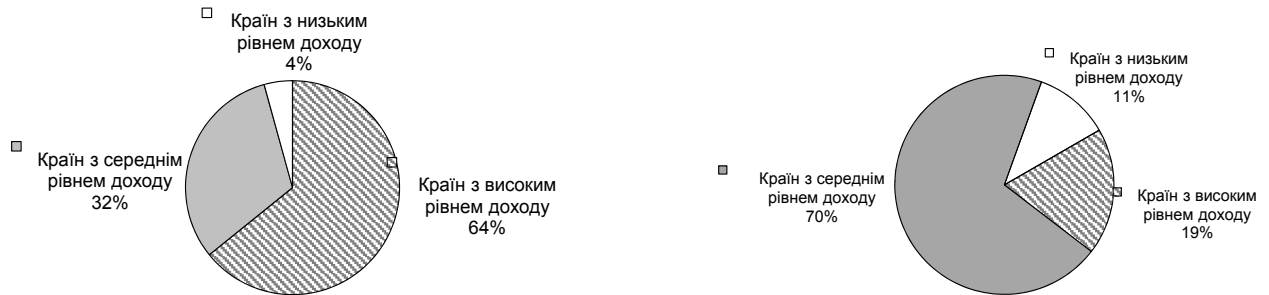 Країн з низьким
рівнем доходу
4%
Країн з середнім
рівнем доходу
32%
Країн з високим
рівнем доходу
64%
Країн з низьким
рівнем доходу
11%
Країн з середнім
рівнем доходу
70%
Країн з високим
рівнем доходу
19%